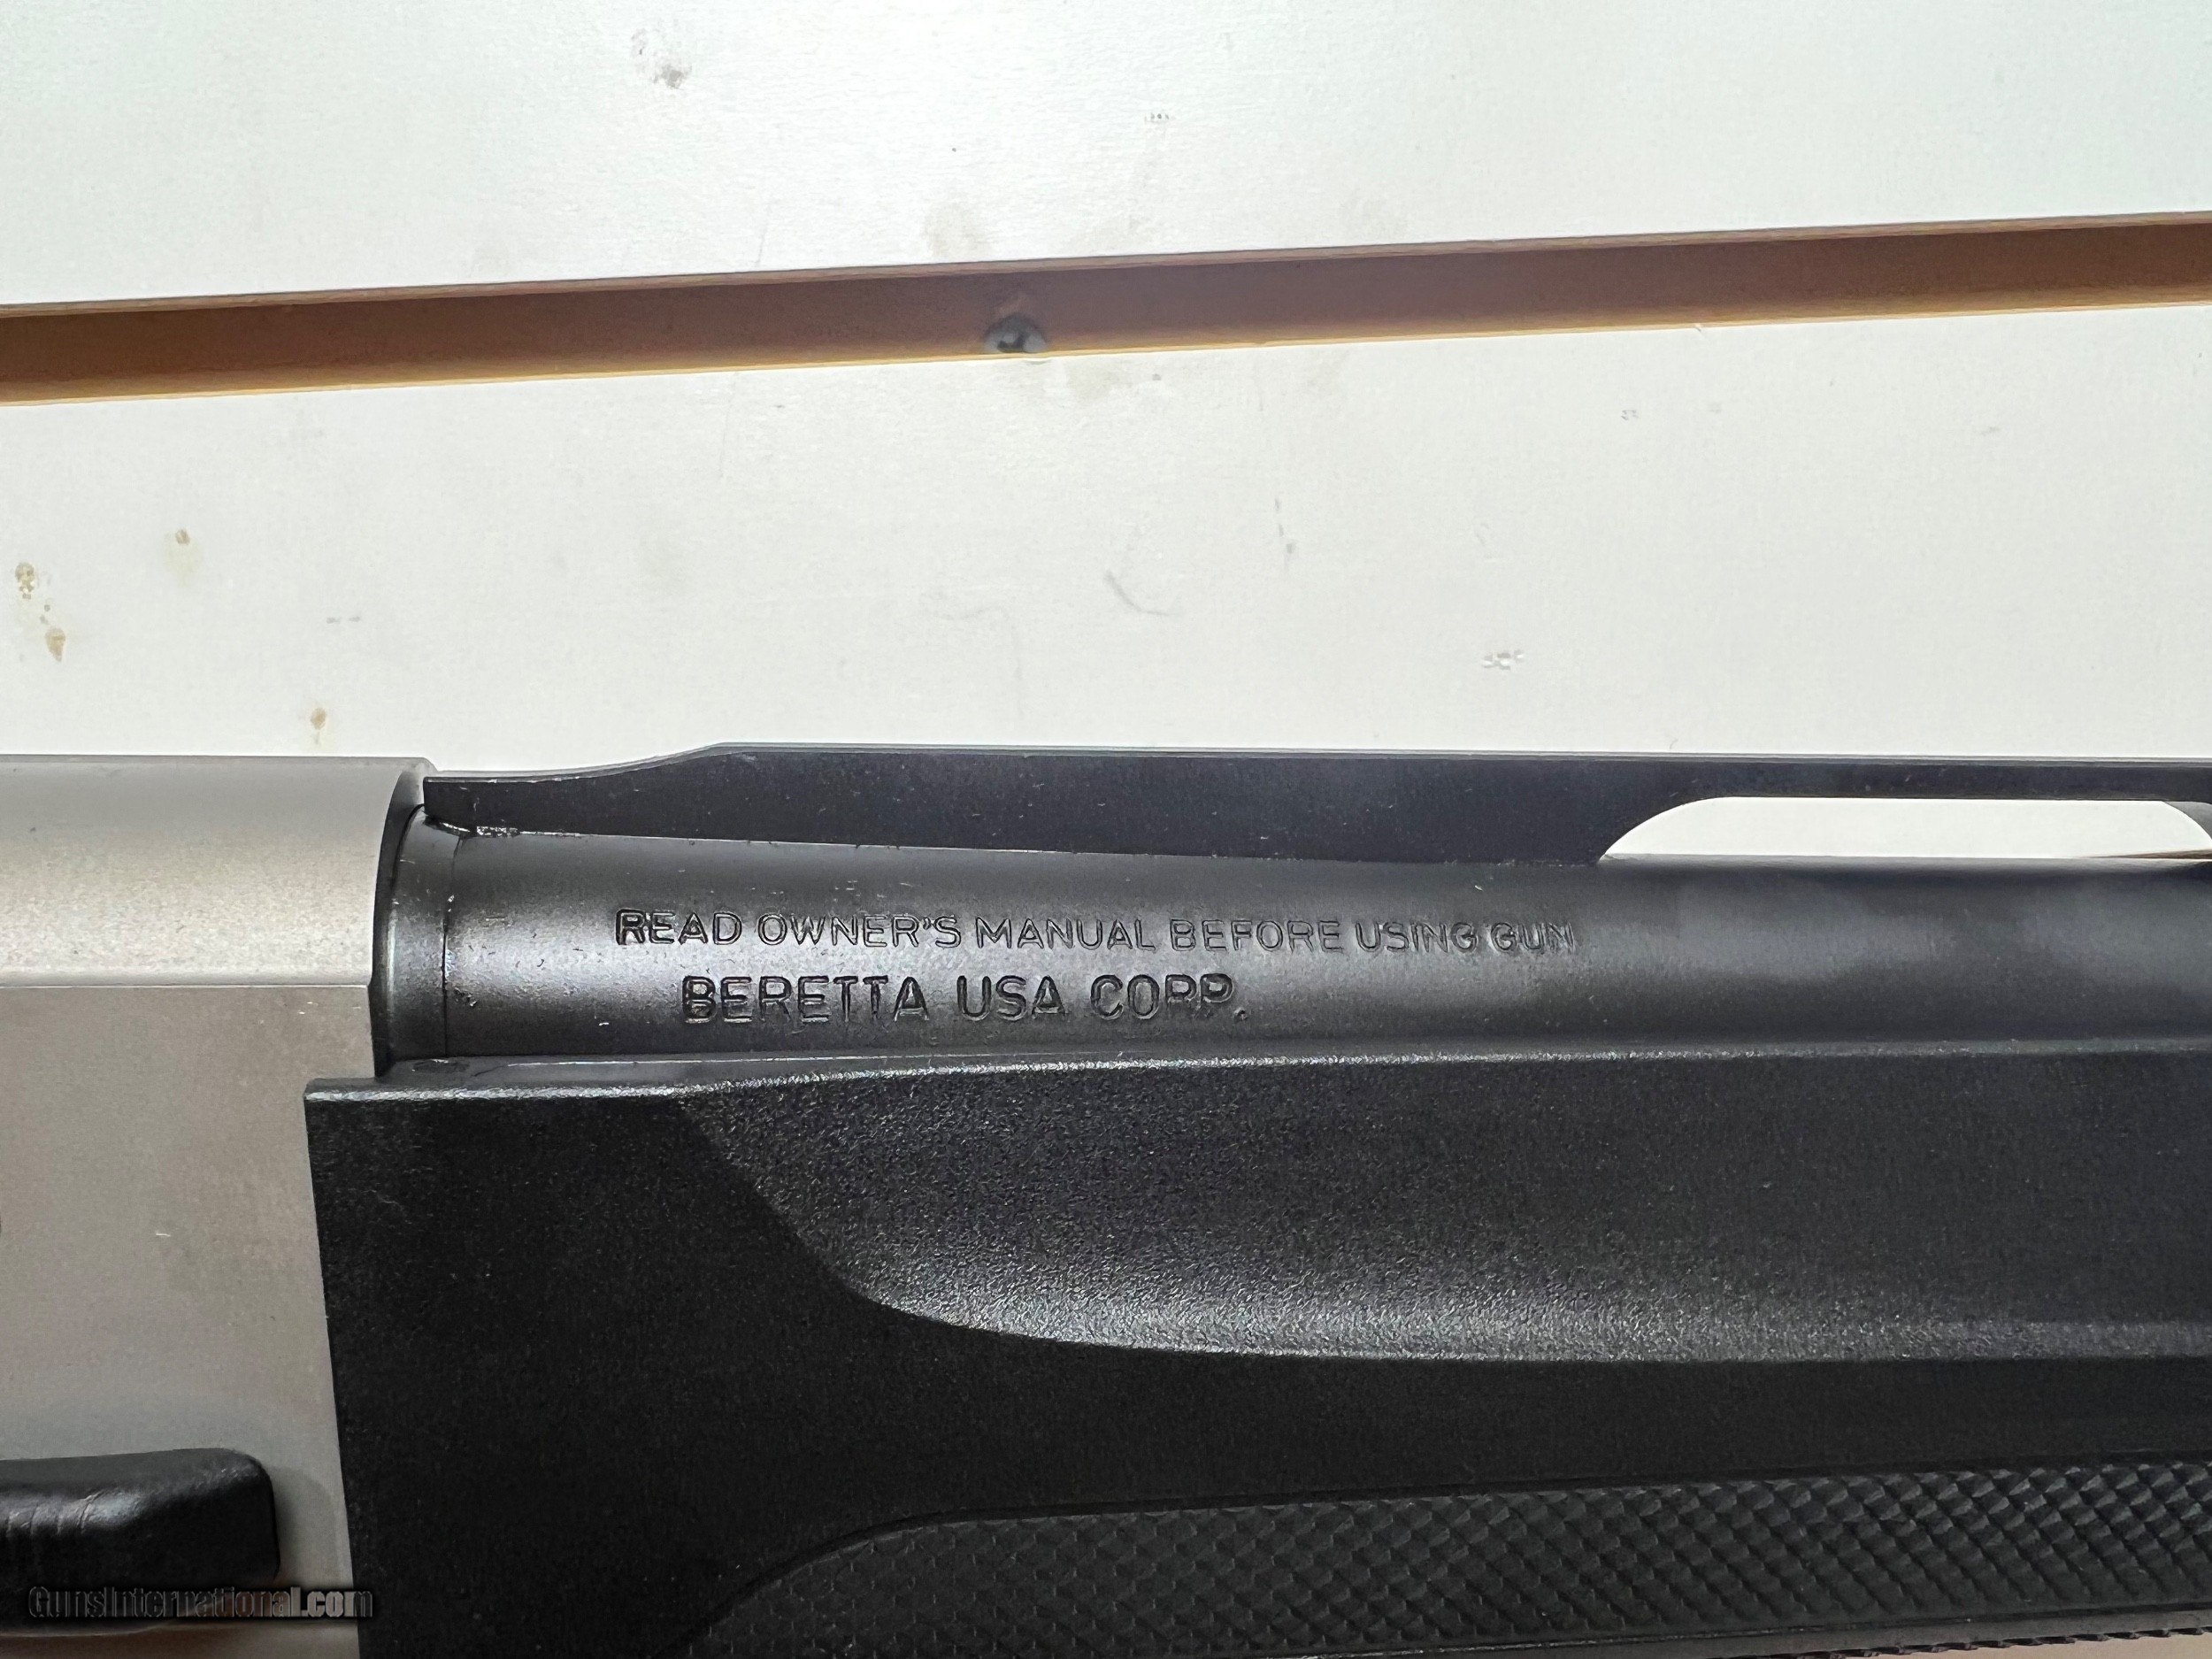 READ OWNER'S MANUAL BEFORE USING GUN
BERETTA USA CORP.
GunsInternational.com